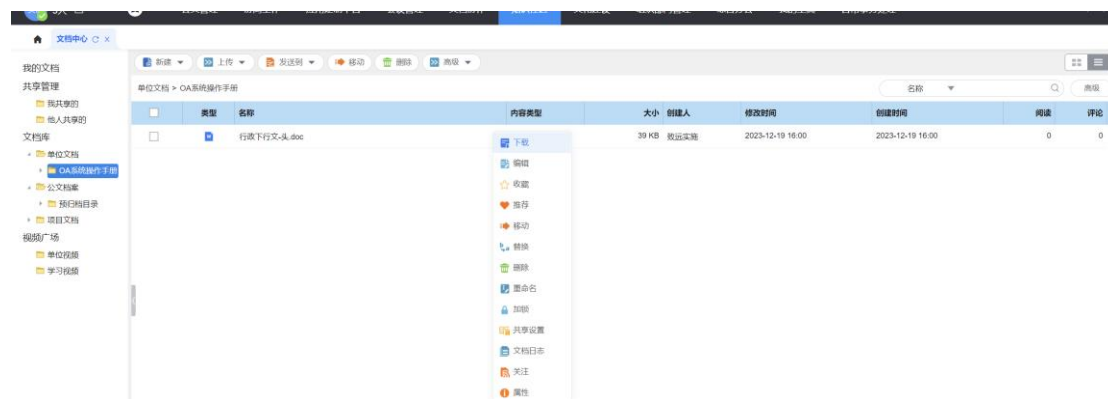 文档中心
我的文档
共享管理
我共享的
他人共享的
文档库
单位文档
OA系统操作手册
公文档案
预归档目录
项目文档
视频广场
单位视频
学习视频
新建 上传 发送到 移动 删除 高级
单位文档 > OA系统操作手册 名称 高级
类型 名称 内容类型 大小 创建人 修改时间 创建时间 阅读 评论
行政下行文-头.doc 39 KB 致远实施 2023-12-19 16:00 2023-12-19 16:00 0 0
下载
编辑
收藏
推荐
移动
替换
删除
重命名
加锁
共享设置
文档日志
关注
属性